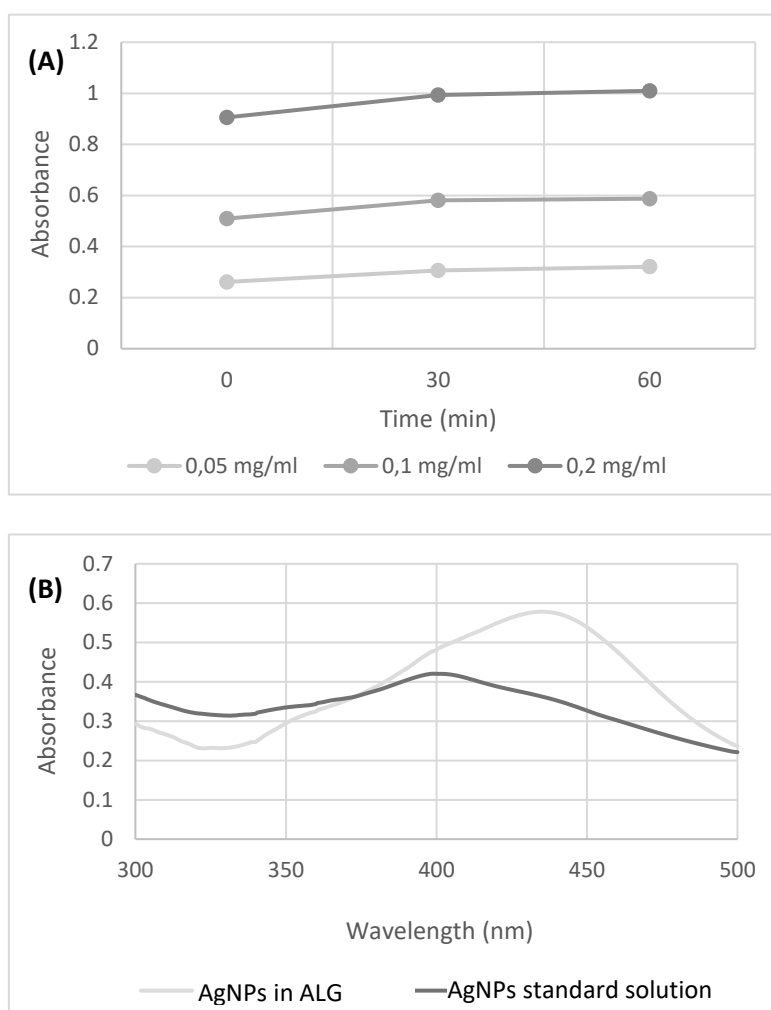 (A)
1.2
1
0.8
0.6
0.4
0.2
0
Absorbance
0 30 60
Time (min)
0,05 mg/ml 0,1 mg/ml 0,2 mg/ml
(B)
0.7
0.6
0.5
0.4
0.3
0.2
0.1
0
Absorbance
300 350 400 450 500
Wavelength (nm)
AgNPs in ALG AgNPs standard solution